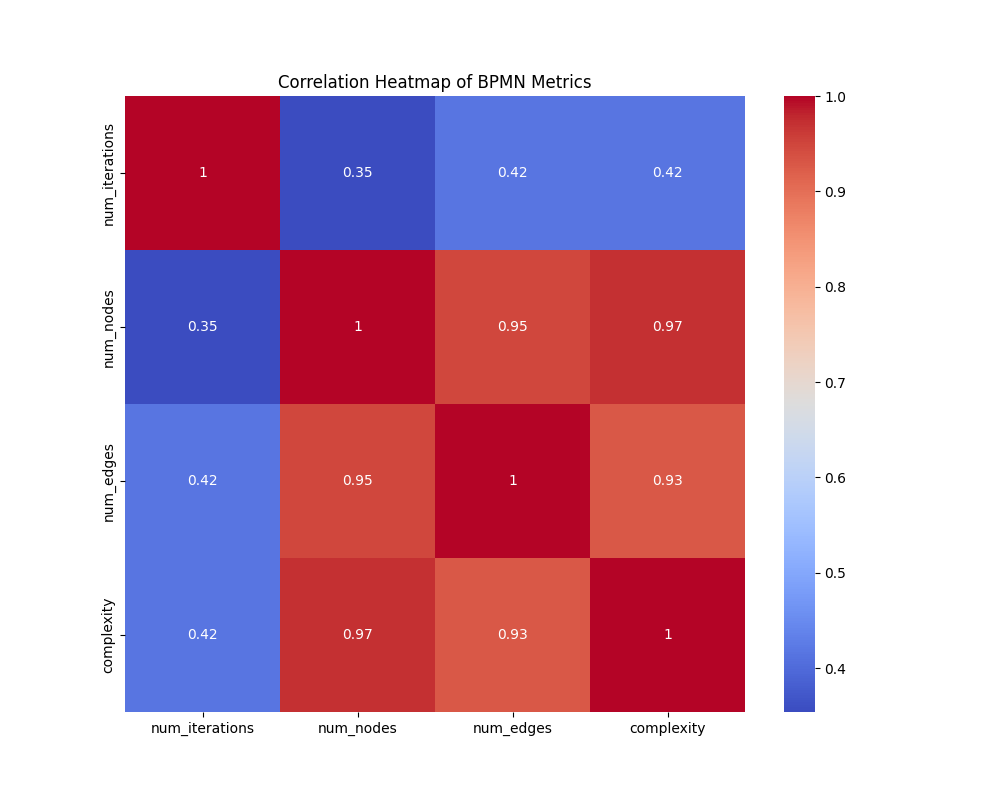 Correlation Heatmap of BPMN Metrics
num_iterations
1
0.35
0.42
0.42
num_nodes
0.35
1
0.95
0.97
num_edges
0.42
0.95
1
0.93
complexity
0.42
0.97
0.93
1
num_iterations
num_nodes
num_edges
complexity
1.0
0.9
0.8
0.7
0.6
0.5
0.4